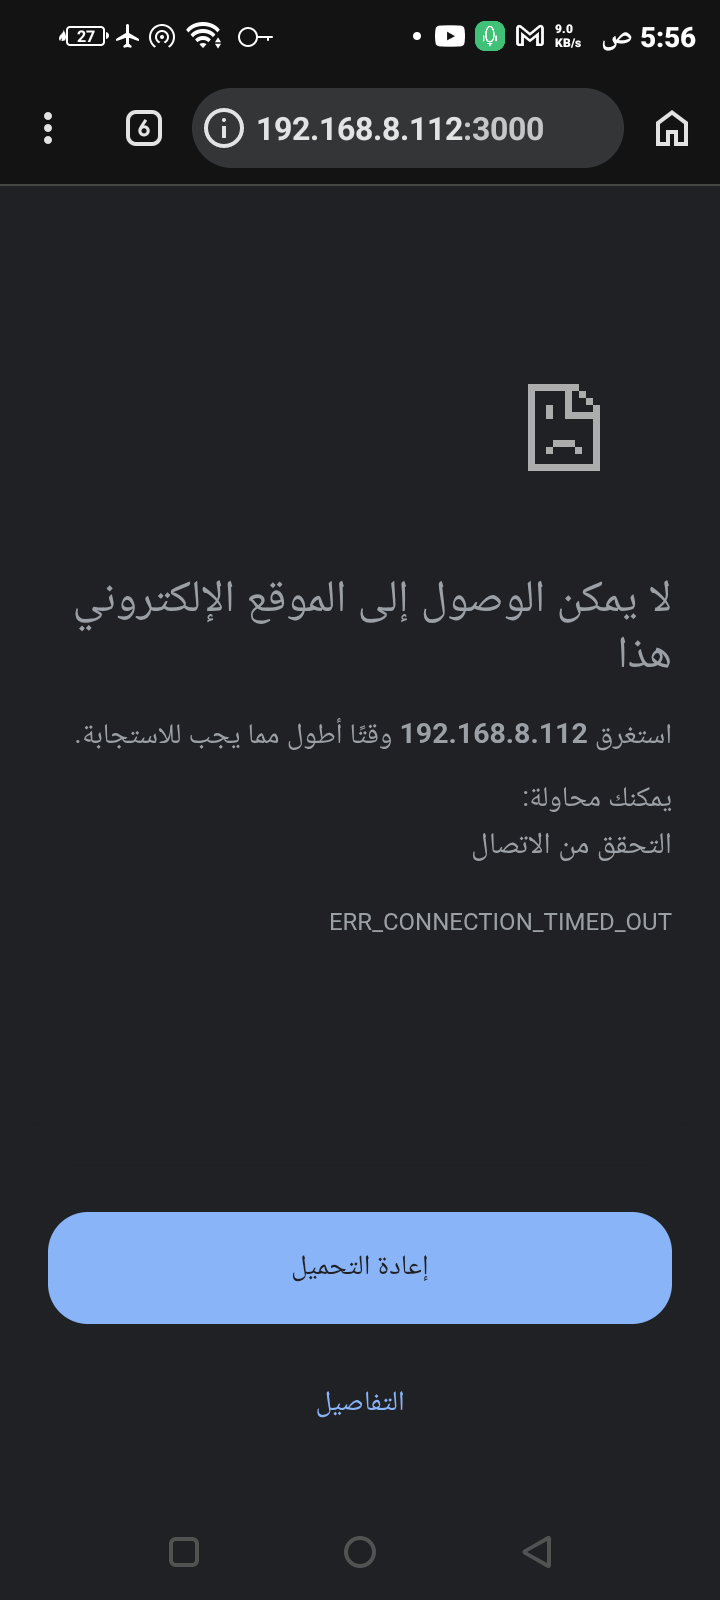 27
9.0
KB/s
5:56 ص
6
192.168.8.112:3000
لا يمكن الوصول إلى الموقع الإلكتروني
هذا
استغرق 192.168.8.112 وقتًا أطول مما يجب للاستجابة.
يمكنك محاولة:
التحقق من الاتصال
ERR_CONNECTION_TIMED_OUT
إعادة التحميل
التفاصيل